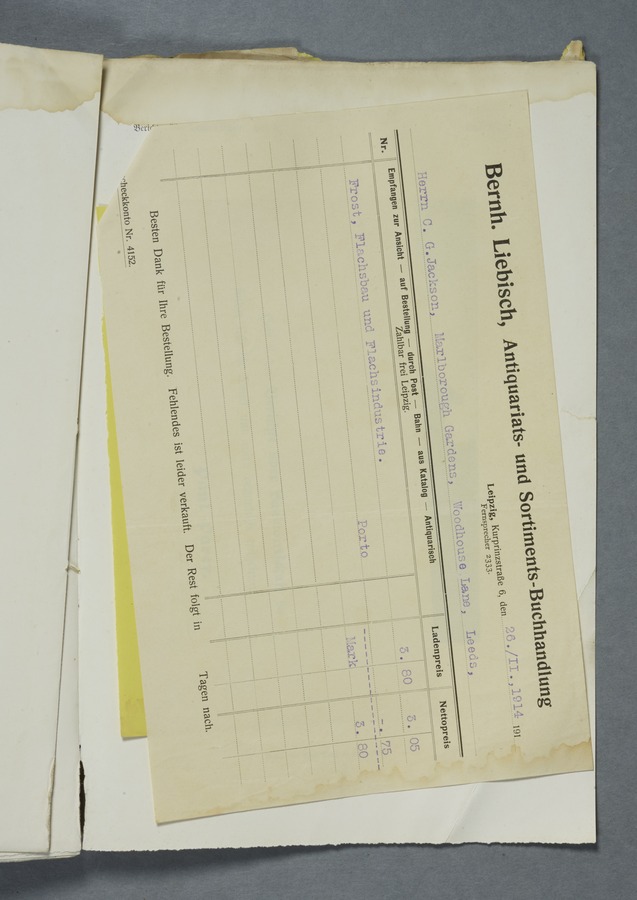 Bernh. Liebisch, Antiquariats- und Sortiments-Buchhandlung
Leipzig, Kurprinzstraße 6, den 26./II.,1914 191
Fernsprecher 2333.
Herrn C. G. Jackson, Marlborough Gardens, Woodhouse Lane, Leeds,
Nr. Empfangen zur Ansicht — auf Bestellung — durch Post — Bahn — aus Katalog — Antiquarisch Ladenpreis Nettopreis
Zahlbar frei Leipzig.
Frost, Flachsbau und Flachsindustrie. 3. 80 3. 05
Porto -. 75
Mark 3. 80
Besten Dank für Ihre Bestellung. Fehlendes ist leider verkauft. Der Rest folgt in Tagen nach.
heckkonto Nr. 4152.